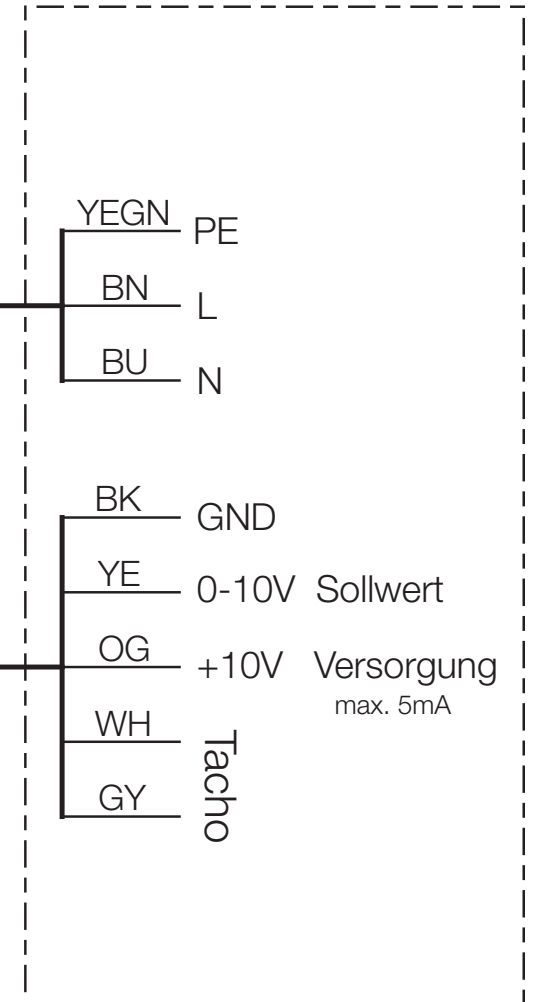 YEGN PE
BN L
BU N
BK GND
YE 0-10V Sollwert
OG +10V Versorgung
max. 5mA
WH
GY
Tacho